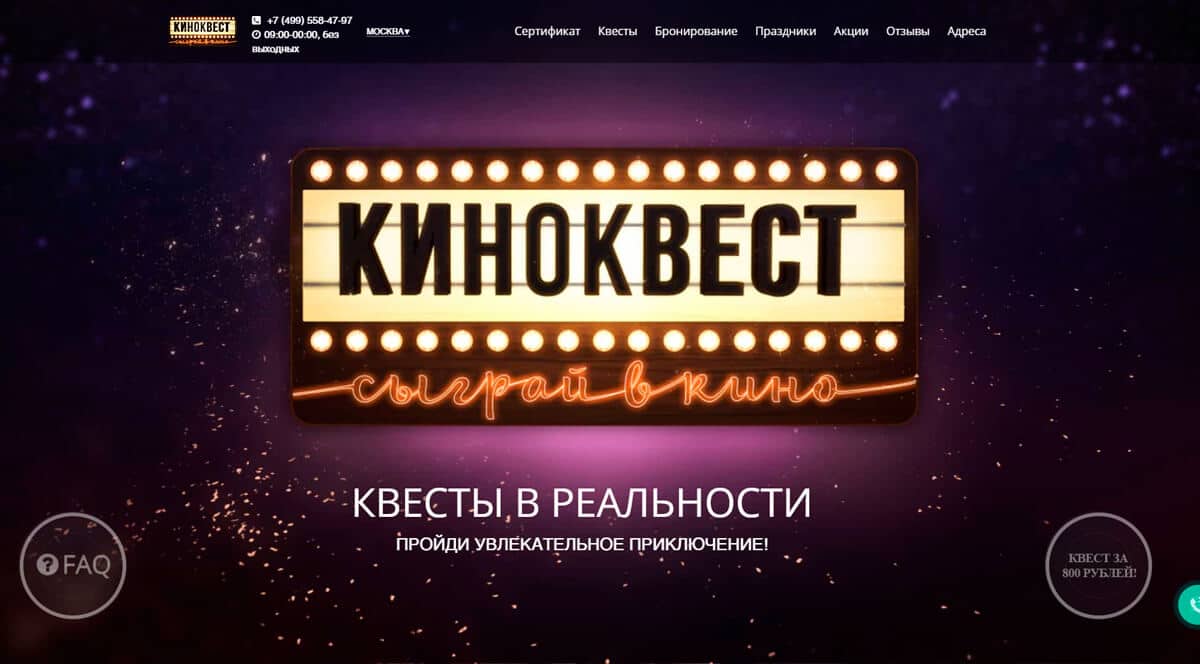 КИНОКВЕСТ
сыграй в кино
+7 (499) 558-47-97
09:00-00:00, без
выходных
МОСКВА▾
Сертификат Квесты Бронирование Праздники Акции Отзывы Адреса
КИНОКВЕСТ
сыграй в кино
КВЕСТЫ В РЕАЛЬНОСТИ
ПРОЙДИ УВЛЕКАТЕЛЬНОЕ ПРИКЛЮЧЕНИЕ!
FAQ
КВЕСТ ЗА
800 РУБЛЕЙ!